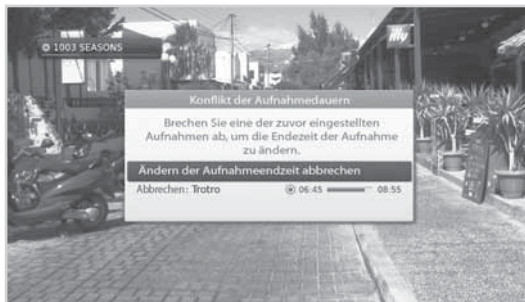 1003 SEASONS
illy
Konflikt der Aufnahmedauern
Brechen Sie eine der zuvor eingestellten
Aufnahmen ab, um die Endezeit der Aufnahme
zu ändern.
Ändern der Aufnahmeendzeit abbrechen
Abbrechen: Trotro 06:45 08:55